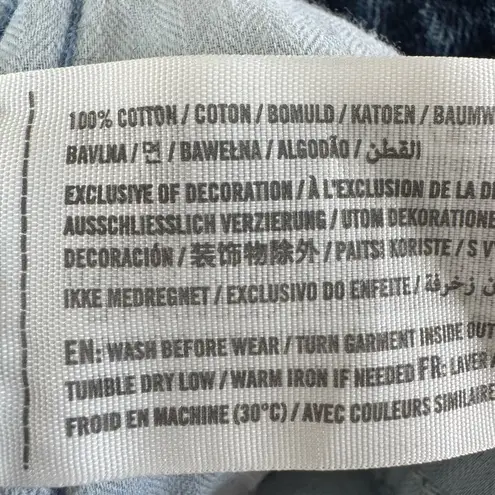 100% COTTON / COTON / BOMULD / KATOEN / BAUMW
BAVLNA / 면 / BAWEŁNA / ALGODÃO / القطن
EXCLUSIVE OF DECORATION / À L'EXCLUSION DE LA D
AUSSCHLIESSLICH VERZIERUNG / UTOM DEKORATIONE
DECORACIÓN / 装饰物除外 / PAITSI KORISTE / S V
IKKE MEDREGNET / EXCLUSIVO DO ENFEITE / ن زخرفة
EN: WASH BEFORE WEAR / TURN GARMENT INSIDE OUT
TUMBLE DRY LOW / WARM IRON IF NEEDED FR: LAVER
FROID EN MACHINE (30°C) / AVEC COULEURS SIMILAIRE